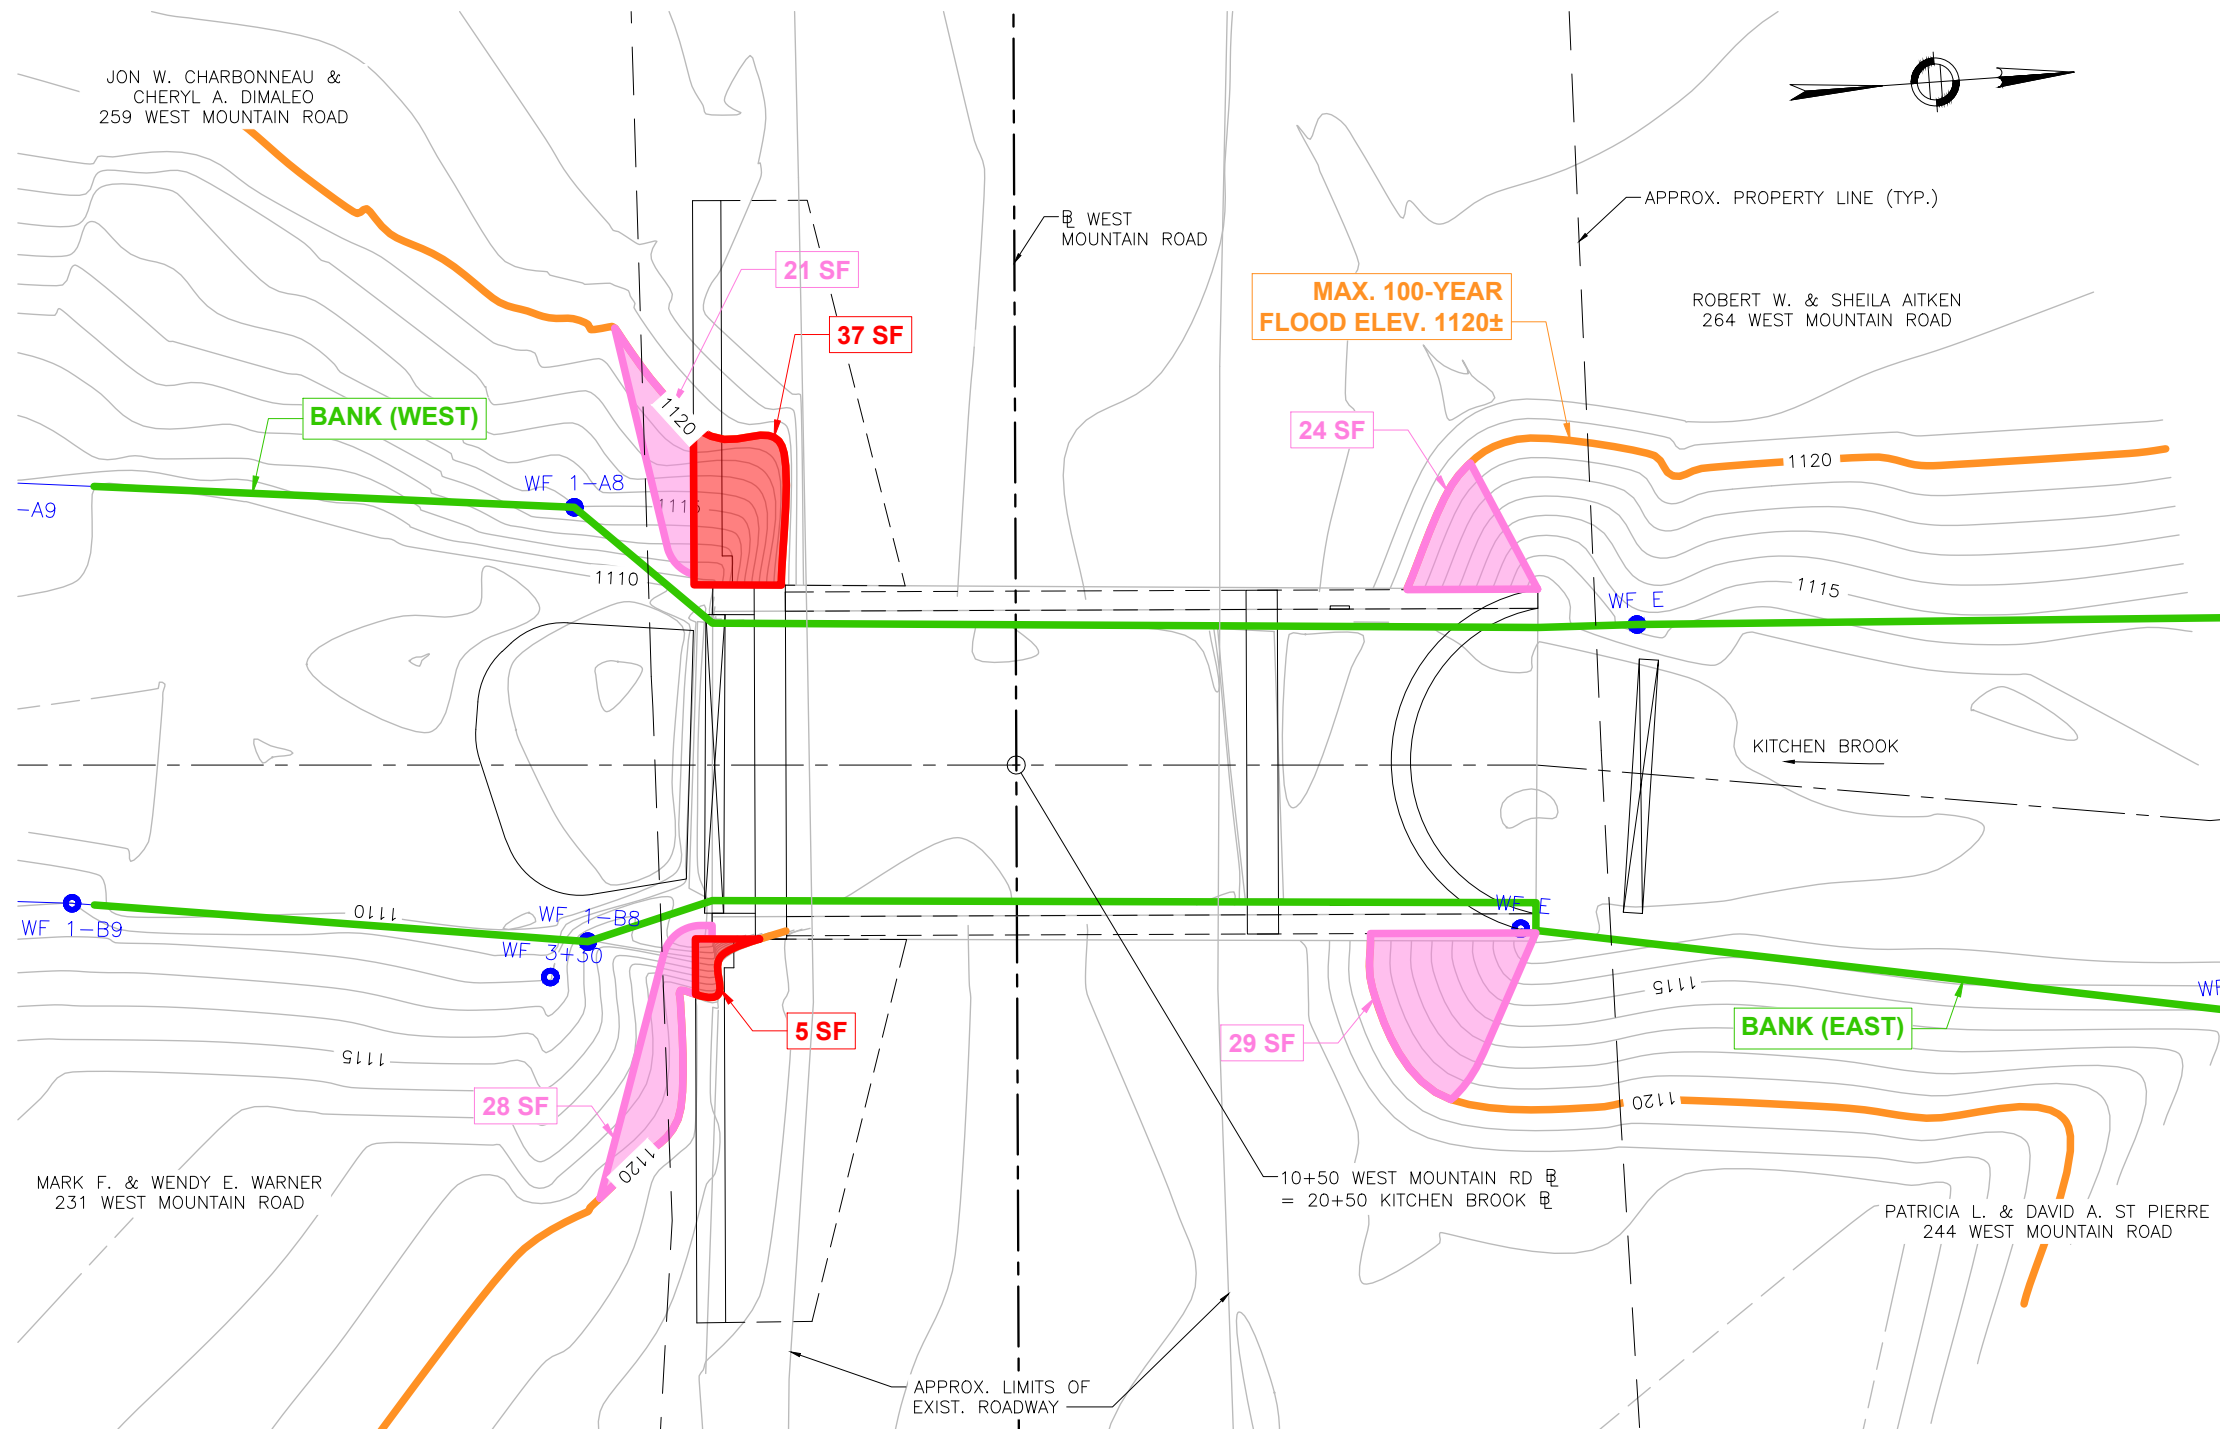 JON W. CHARBONNEAU &
CHERYL A. DIMALEO
259 WEST MOUNTAIN ROAD
℄ WEST
MOUNTAIN ROAD
APPROX. PROPERTY LINE (TYP.)
21 SF
37 SF
MAX. 100-YEAR
FLOOD ELEV. 1120±
ROBERT W. & SHEILA AITKEN
264 WEST MOUNTAIN ROAD
BANK (WEST)
1120
24 SF
1120
WF 1-A8
-A9
1115
1110
1115
WF E
KITCHEN BROOK
1110
WF 1-B8
WF 1-B9
WF 3+30
WF E
1115
WF
5 SF
BANK (EAST)
29 SF
1115
28 SF
1120
1120
MARK F. & WENDY E. WARNER
231 WEST MOUNTAIN ROAD
10+50 WEST MOUNTAIN RD ℄
= 20+50 KITCHEN BROOK ℄
PATRICIA L. & DAVID A. ST PIERRE
244 WEST MOUNTAIN ROAD
APPROX. LIMITS OF
EXIST. ROADWAY